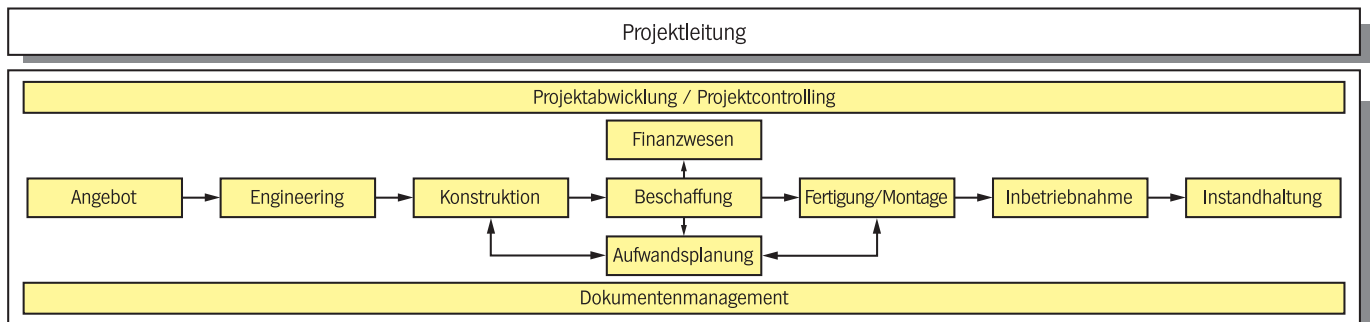 Projektleitung
Projektabwicklung / Projektcontrolling
Finanzwesen
Angebot
Engineering
Konstruktion
Beschaffung
Fertigung/Montage
Inbetriebnahme
Instandhaltung
Aufwandsplanung
Dokumentenmanagement